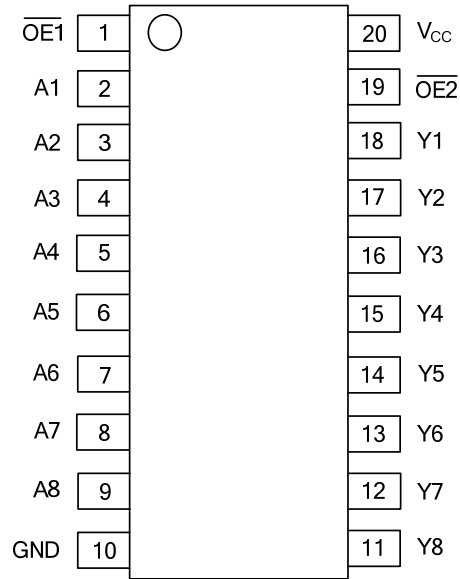 O̅E̅1̅ 1 20 VCC
A1 2 19 O̅E̅2̅
A2 3 18 Y1
A3 4 17 Y2
A4 5 16 Y3
A5 6 15 Y4
A6 7 14 Y5
A7 8 13 Y6
A8 9 12 Y7
GND 10 11 Y8